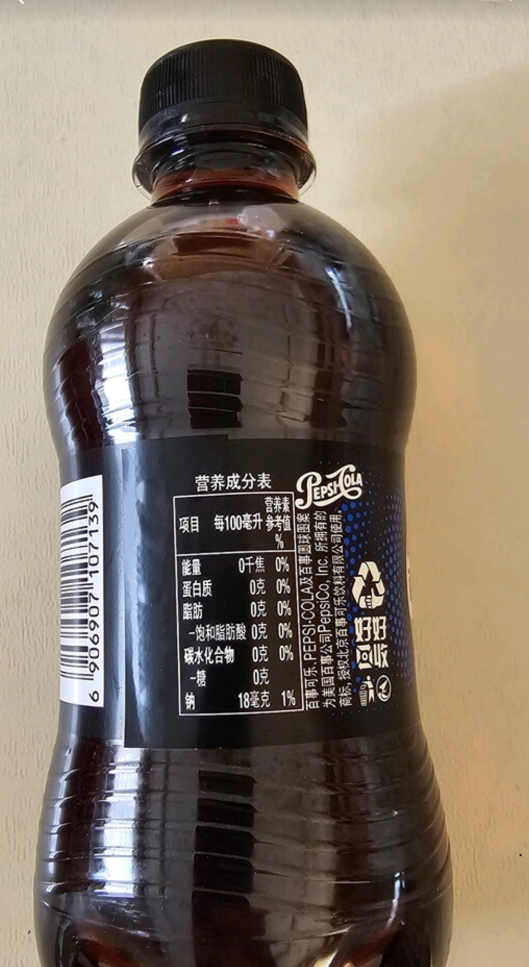 营养成分表
项目 每100毫升 营养素参考值%
能量 0千焦 0%
蛋白质 0克 0%
脂肪 0克 0%
-饱和脂肪酸 0克 0%
碳水化合物 0克 0%
-糖 0克
钠 18毫克 1%
PEPSI-COLA
百事可乐、PEPSI-COLA及百事圆球图案
为美国百事公司PepsiCo, Inc. 所拥有的
商标, 授权北京百事可乐饮料有限公司使用。
好好
回收
6 906907 107139